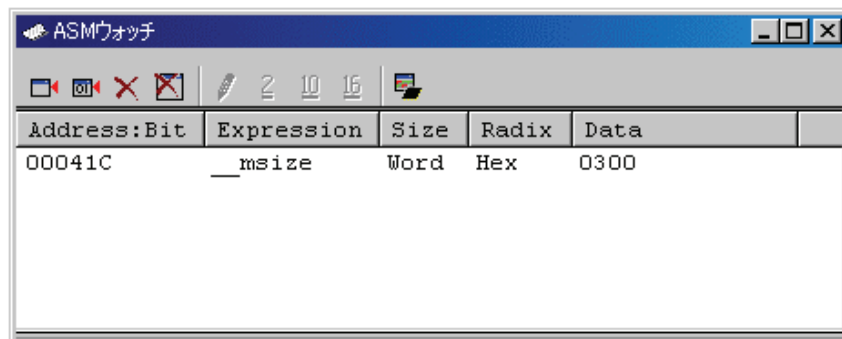 ASMウォッチ
2 10 16
Address:Bit Expression Size Radix Data
00041C __msize Word Hex 0300